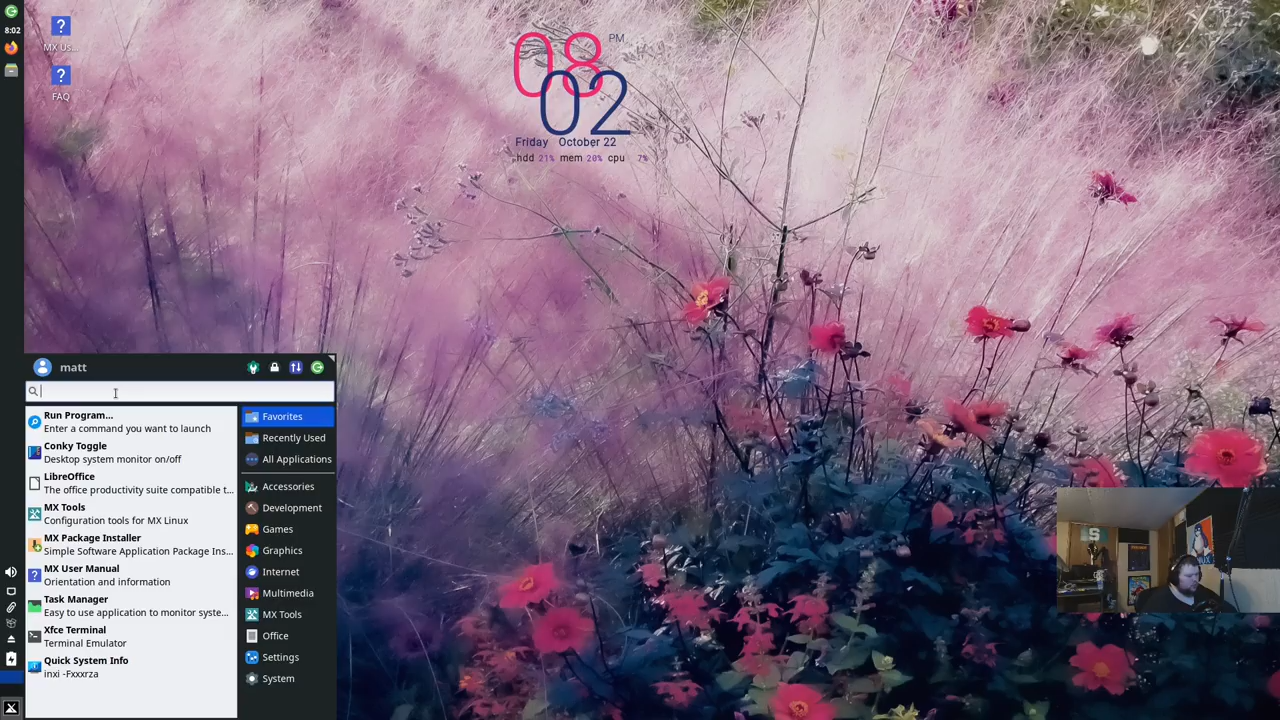 8:02
MX Us...
FAQ
08 PM
02
Friday October 22
hdd 21% mem 20% cpu 7%
matt
Run Program...
Enter a command you want to launch
Conky Toggle
Desktop system monitor on/off
LibreOffice
The office productivity suite compatible t...
MX Tools
Configuration tools for MX Linux
MX Package Installer
Simple Software Application Package Ins...
MX User Manual
Orientation and information
Task Manager
Easy to use application to monitor syste...
Xfce Terminal
Terminal Emulator
Quick System Info
inxi -Fxxxrza
Favorites
Recently Used
All Applications
Accessories
Development
Games
Graphics
Internet
Multimedia
MX Tools
Office
Settings
System
S